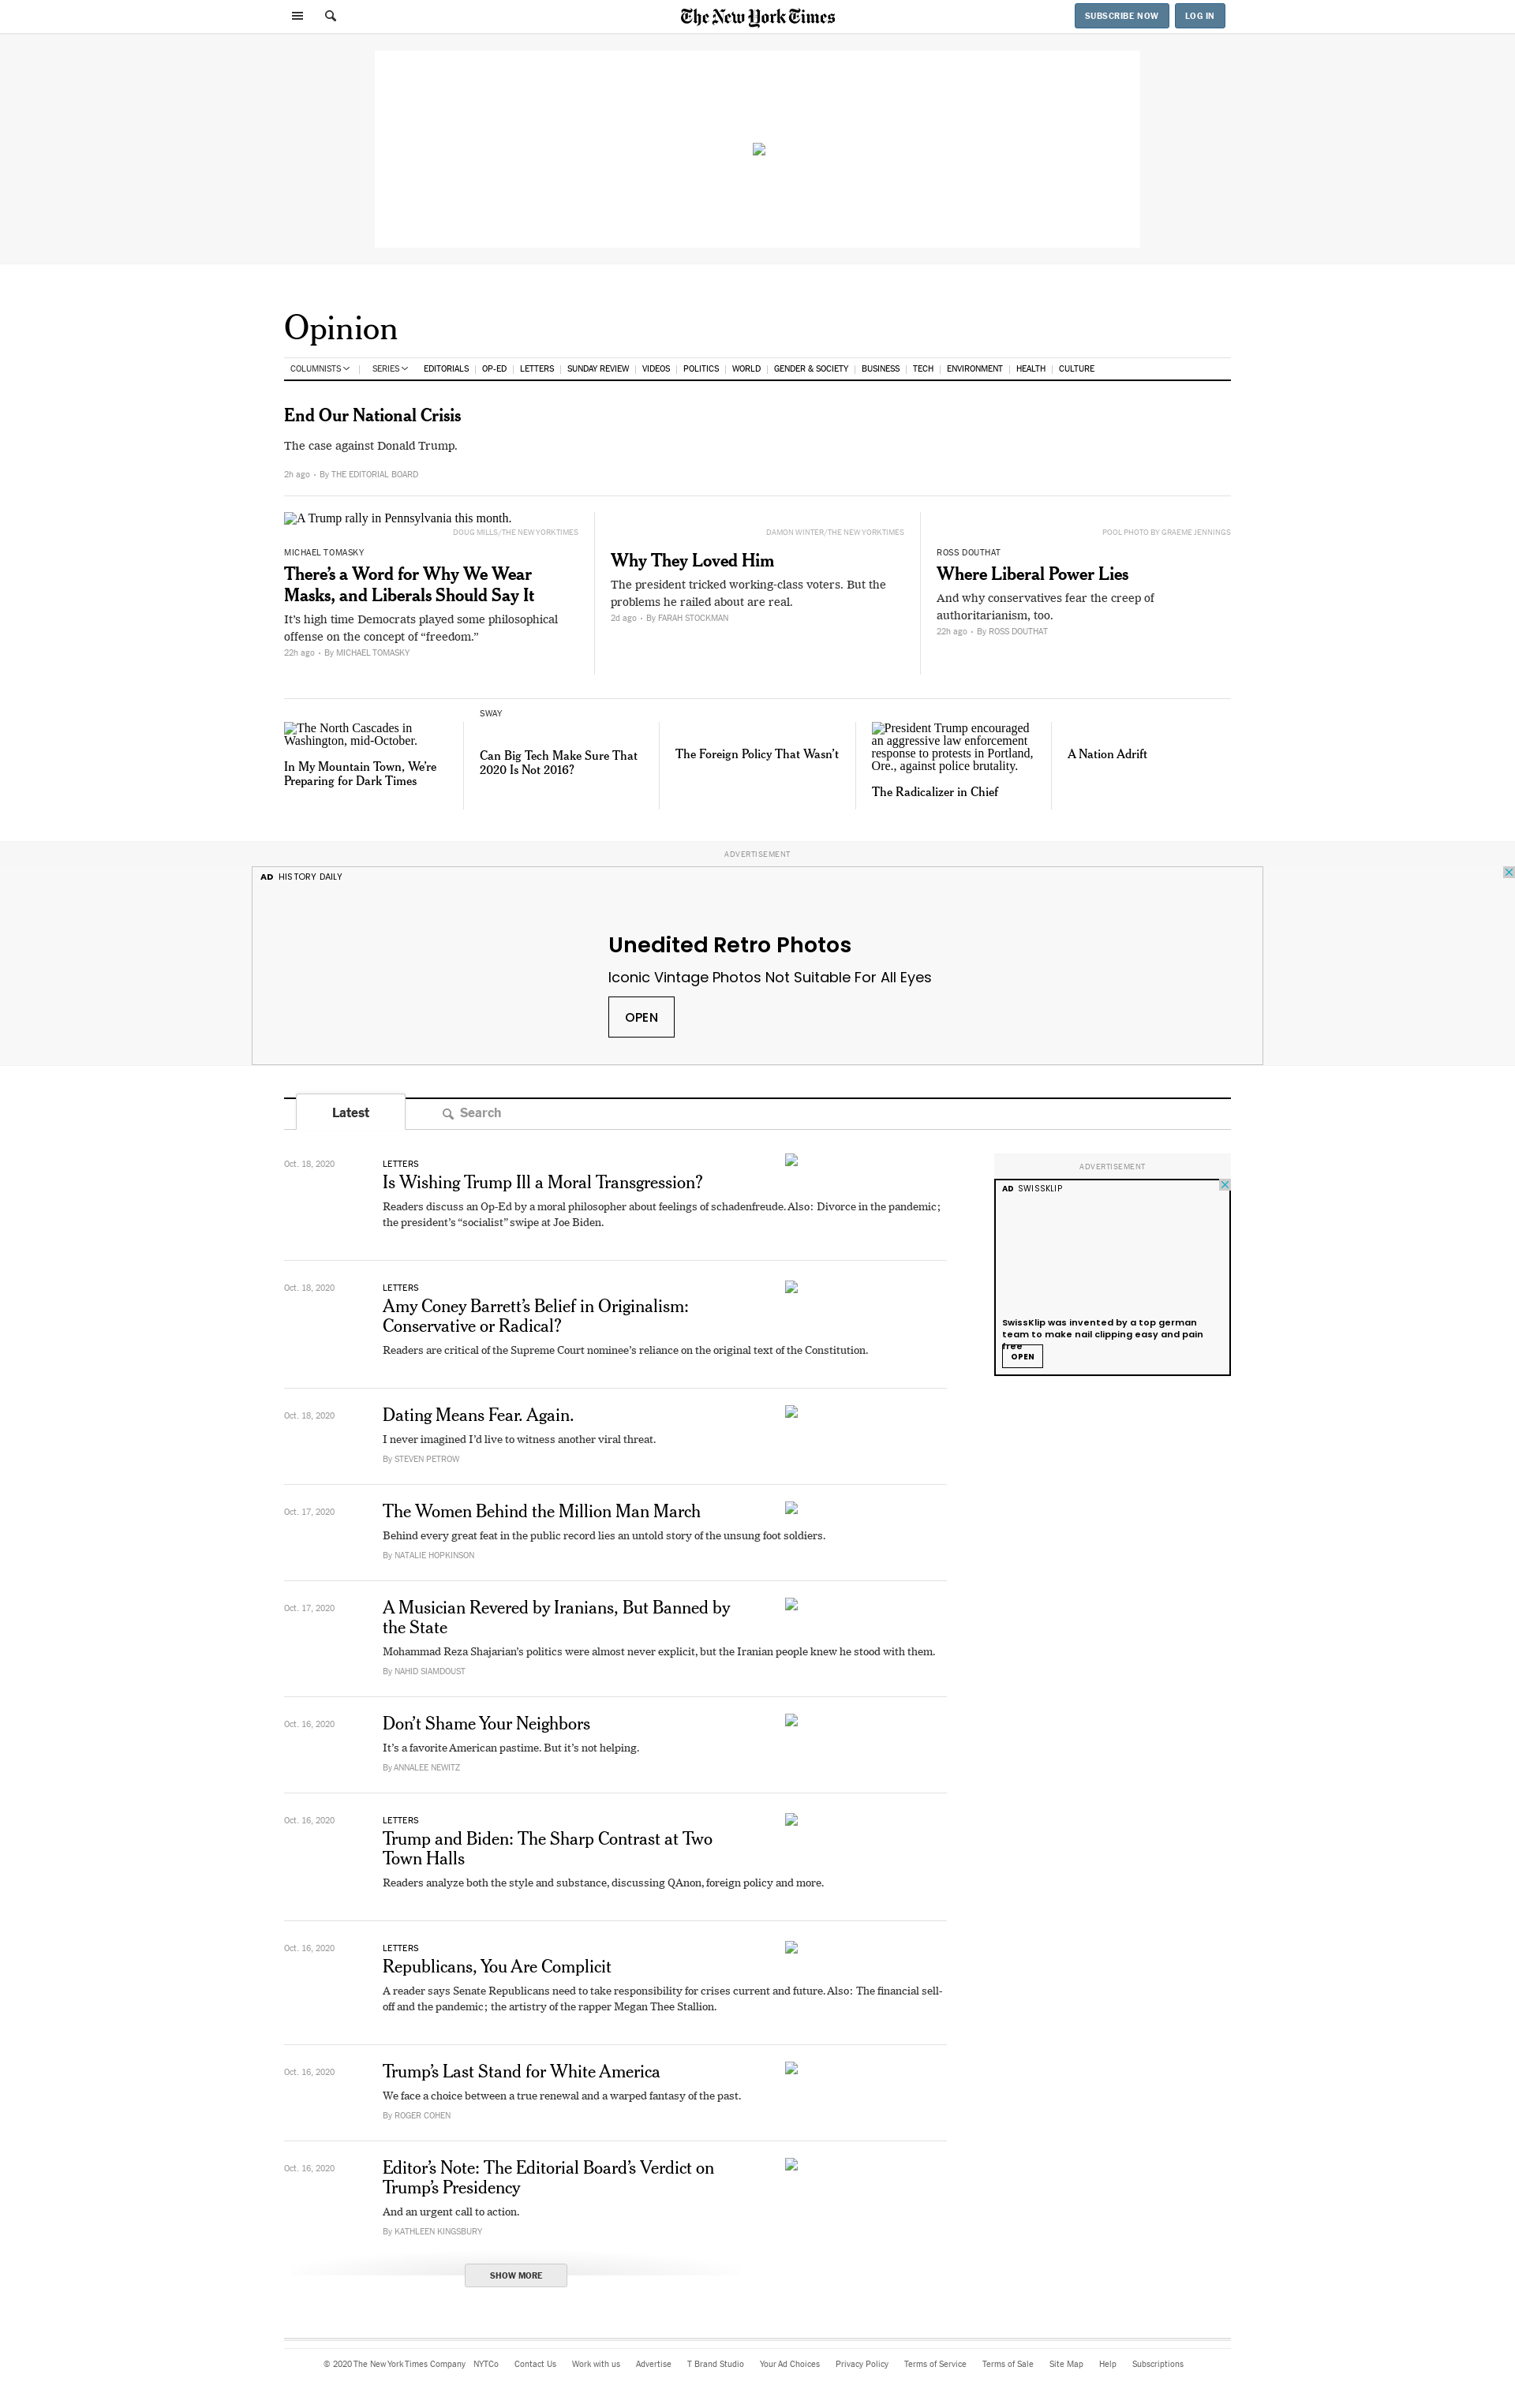 The New York Times
SUBSCRIBE NOW
LOG IN
Opinion
COLUMNISTS
SERIES
EDITORIALS
OP-ED
LETTERS
SUNDAY REVIEW
VIDEOS
POLITICS
WORLD
GENDER & SOCIETY
BUSINESS
TECH
ENVIRONMENT
HEALTH
CULTURE
End Our National Crisis
The case against Donald Trump.
2h ago • By THE EDITORIAL BOARD
A Trump rally in Pennsylvania this month.
DOUG MILLS/THE NEW YORK TIMES
MICHAEL TOMASKY
There’s a Word for Why We Wear
Masks, and Liberals Should Say It
It’s high time Democrats played some philosophical
offense on the concept of “freedom.”
22h ago • By MICHAEL TOMASKY
DAMON WINTER/THE NEW YORK TIMES
Why They Loved Him
The president tricked working-class voters. But the
problems he railed about are real.
2d ago • By FARAH STOCKMAN
POOL PHOTO BY GRAEME JENNINGS
ROSS DOUTHAT
Where Liberal Power Lies
And why conservatives fear the creep of
authoritarianism, too.
22h ago • By ROSS DOUTHAT
The North Cascades in
Washington, mid-October.
In My Mountain Town, We’re
Preparing for Dark Times
SWAY
Can Big Tech Make Sure That
2020 Is Not 2016?
The Foreign Policy That Wasn’t
President Trump encouraged
an aggressive law enforcement
response to protests in Portland,
Ore., against police brutality.
The Radicalizer in Chief
A Nation Adrift
ADVERTISEMENT
AD HISTORY DAILY
Unedited Retro Photos
Iconic Vintage Photos Not Suitable For All Eyes
OPEN
Latest
Search
Oct. 18, 2020
LETTERS
Is Wishing Trump Ill a Moral Transgression?
Readers discuss an Op-Ed by a moral philosopher about feelings of schadenfreude. Also: Divorce in the pandemic;
the president’s “socialist” swipe at Joe Biden.
Oct. 18, 2020
LETTERS
Amy Coney Barrett’s Belief in Originalism:
Conservative or Radical?
Readers are critical of the Supreme Court nominee’s reliance on the original text of the Constitution.
Oct. 18, 2020
Dating Means Fear. Again.
I never imagined I’d live to witness another viral threat.
By STEVEN PETROW
Oct. 17, 2020
The Women Behind the Million Man March
Behind every great feat in the public record lies an untold story of the unsung foot soldiers.
By NATALIE HOPKINSON
Oct. 17, 2020
A Musician Revered by Iranians, But Banned by
the State
Mohammad Reza Shajarian’s politics were almost never explicit, but the Iranian people knew he stood with them.
By NAHID SIAMDOUST
Oct. 16, 2020
Don’t Shame Your Neighbors
It’s a favorite American pastime. But it’s not helping.
By ANNALEE NEWITZ
Oct. 16, 2020
LETTERS
Trump and Biden: The Sharp Contrast at Two
Town Halls
Readers analyze both the style and substance, discussing QAnon, foreign policy and more.
Oct. 16, 2020
LETTERS
Republicans, You Are Complicit
A reader says Senate Republicans need to take responsibility for crises current and future. Also: The financial sell-
off and the pandemic; the artistry of the rapper Megan Thee Stallion.
Oct. 16, 2020
Trump’s Last Stand for White America
We face a choice between a true renewal and a warped fantasy of the past.
By ROGER COHEN
Oct. 16, 2020
Editor’s Note: The Editorial Board’s Verdict on
Trump’s Presidency
And an urgent call to action.
By KATHLEEN KINGSBURY
SHOW MORE
ADVERTISEMENT
AD SWISSKLIP
SwissKlip was invented by a top german
team to make nail clipping easy and pain
free
OPEN
© 2020 The New York Times Company
NYTCo
Contact Us
Work with us
Advertise
T Brand Studio
Your Ad Choices
Privacy Policy
Terms of Service
Terms of Sale
Site Map
Help
Subscriptions